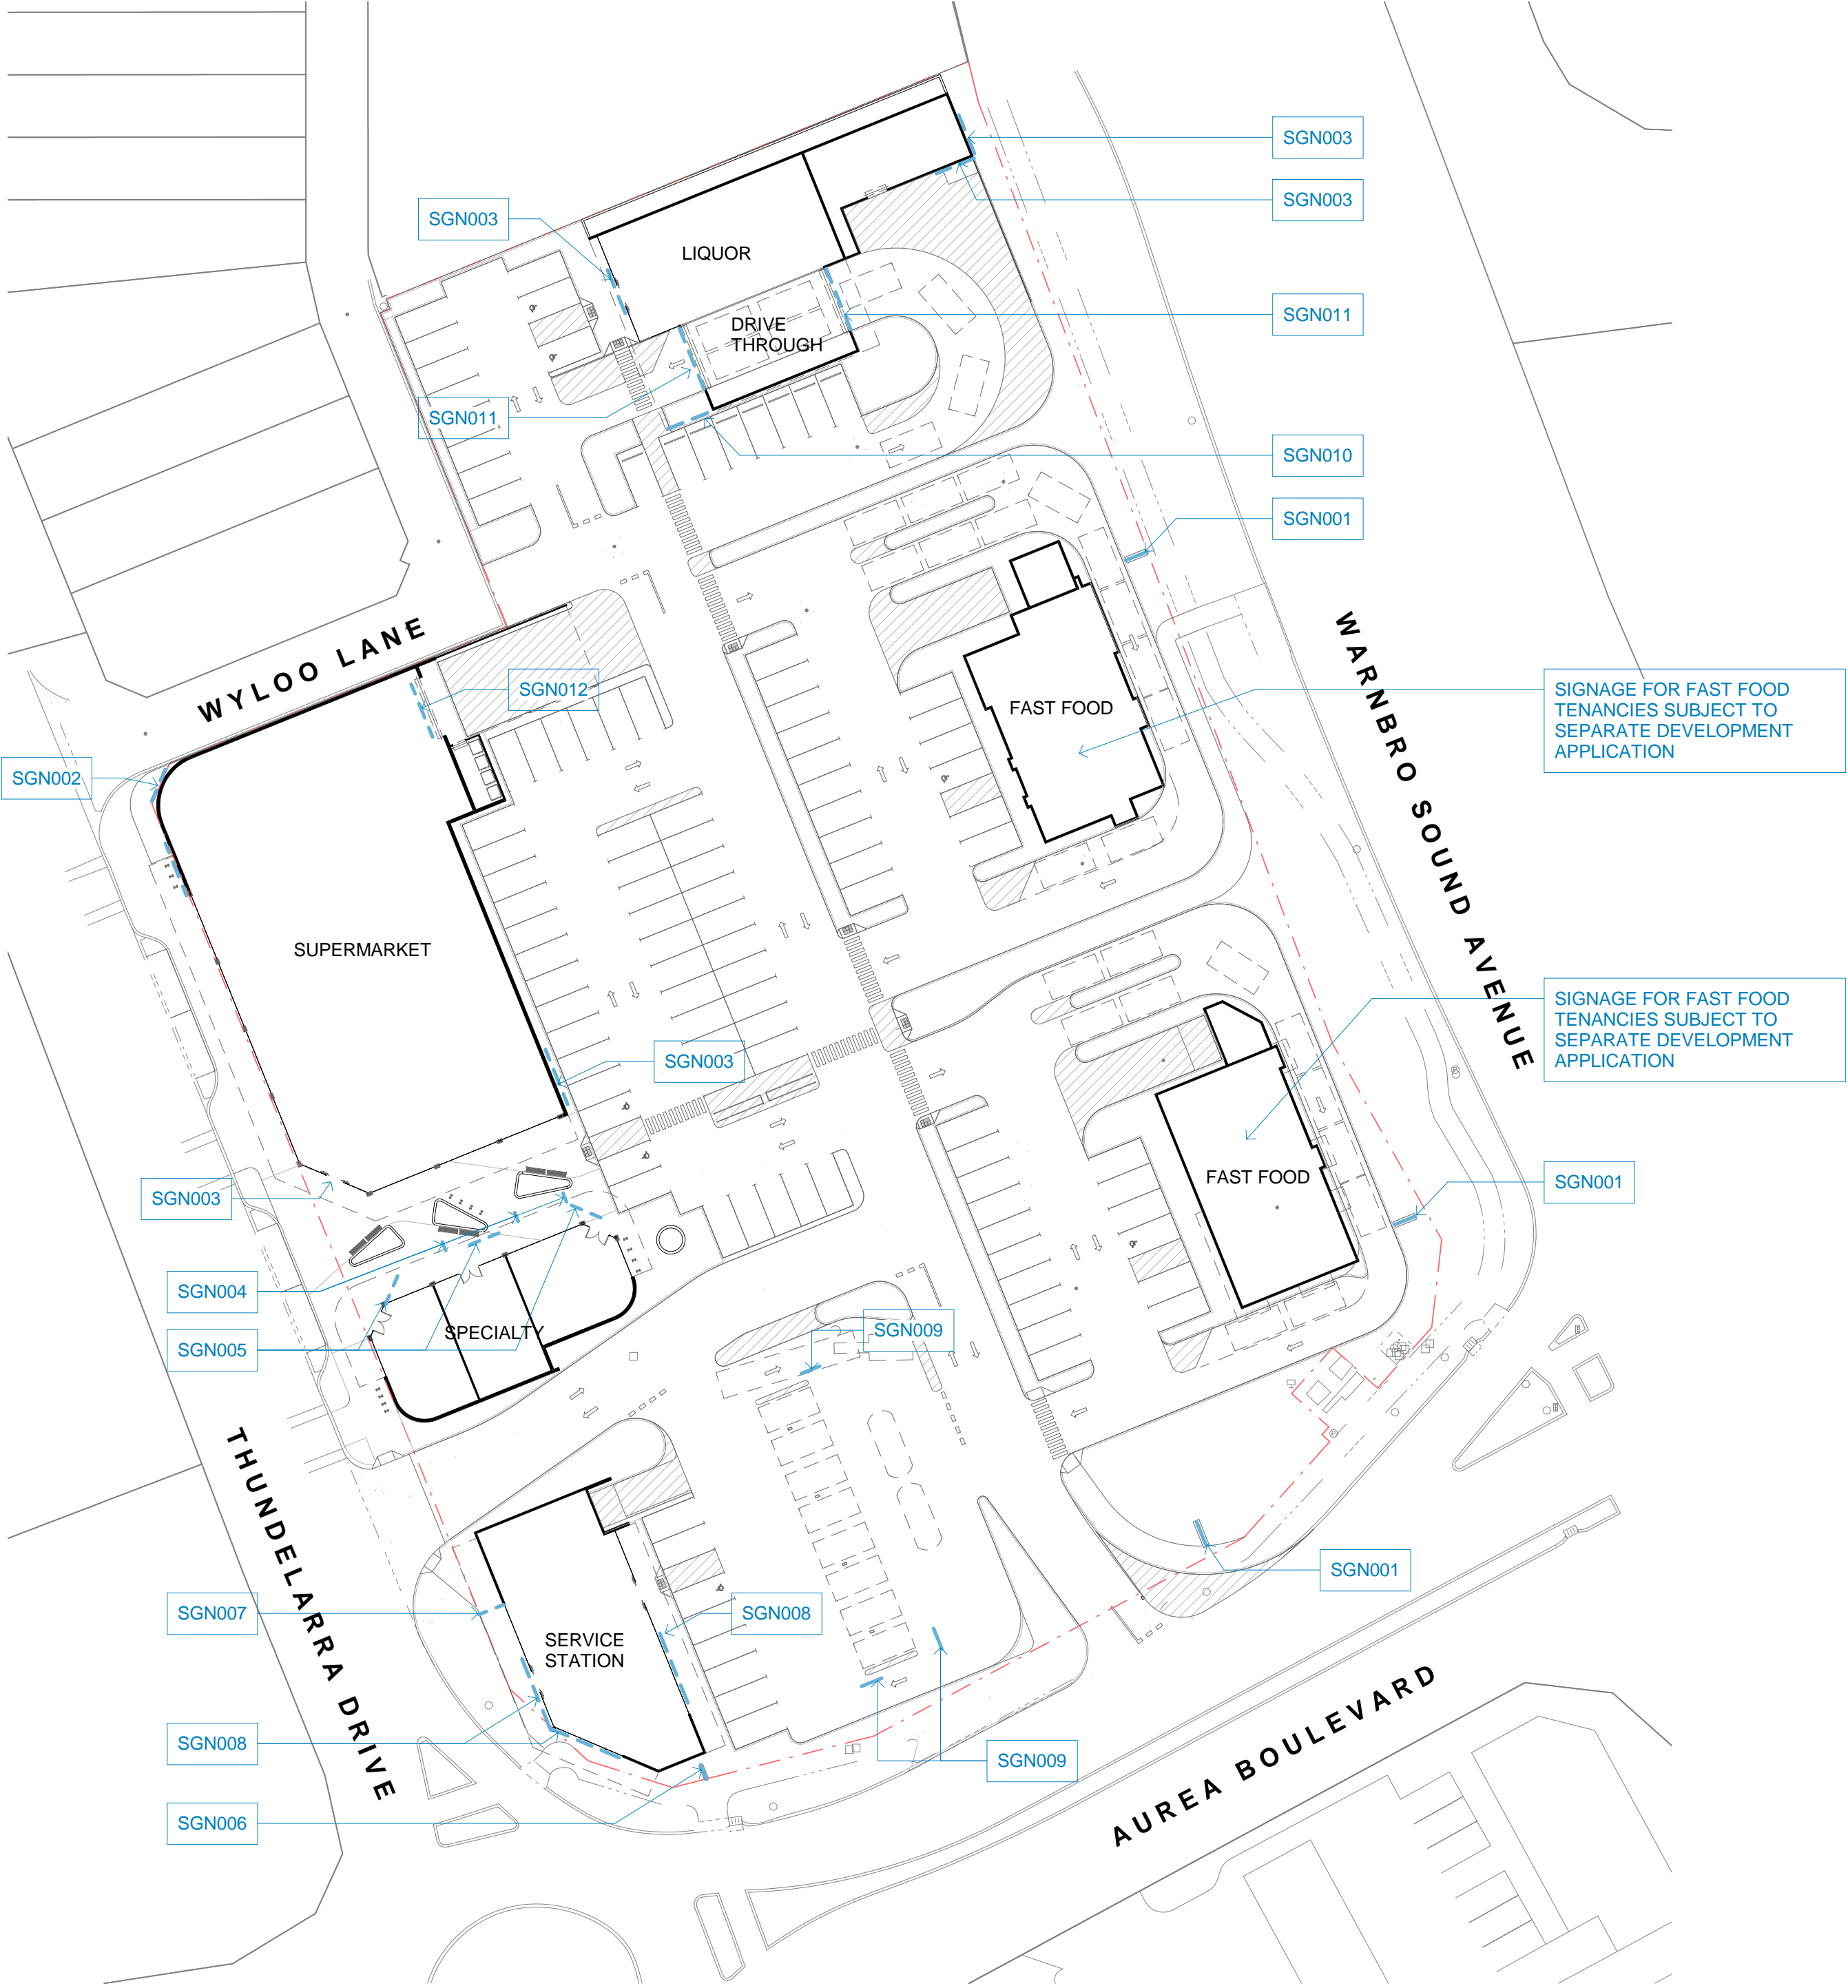 SGN003
SGN003
SGN003
LIQUOR
SGN011
DRIVE
THROUGH
SGN011
SGN010
SGN001
WYLOO LANE
WARNBRO SOUND AVENUE
SGN012
FAST FOOD
SIGNAGE FOR FAST FOOD
TENANCIES SUBJECT TO
SEPARATE DEVELOPMENT
APPLICATION
SGN002
SUPERMARKET
SGN003
SIGNAGE FOR FAST FOOD
TENANCIES SUBJECT TO
SEPARATE DEVELOPMENT
APPLICATION
FAST FOOD
SGN001
SGN003
SGN004
SPECIALTY
SGN009
SGN005
THUNDELARRA DRIVE
SGN001
SGN007
SGN008
SERVICE
STATION
SGN008
SGN009
AUREA BOULEVARD
SGN006